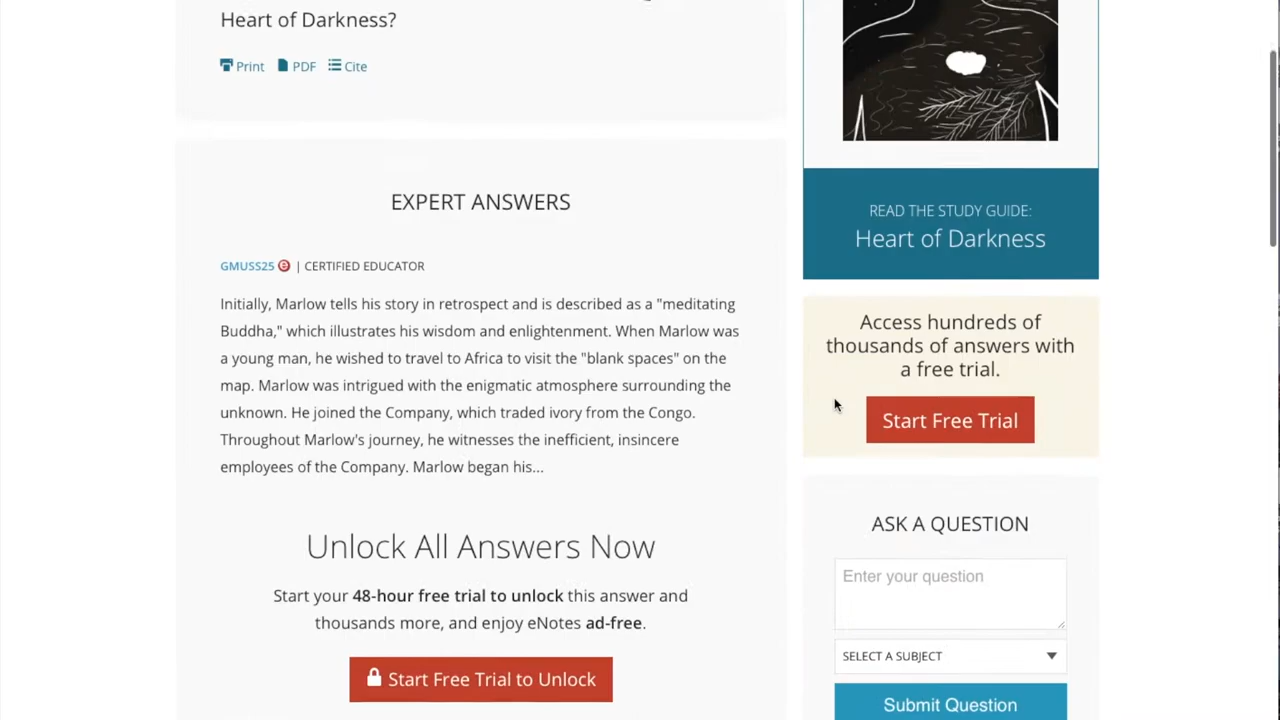 Heart of Darkness?
Print PDF Cite
EXPERT ANSWERS
GMUSS25 e | CERTIFIED EDUCATOR
Initially, Marlow tells his story in retrospect and is described as a "meditating
Buddha," which illustrates his wisdom and enlightenment. When Marlow was
a young man, he wished to travel to Africa to visit the "blank spaces" on the
map. Marlow was intrigued with the enigmatic atmosphere surrounding the
unknown. He joined the Company, which traded ivory from the Congo.
Throughout Marlow's journey, he witnesses the inefficient, insincere
employees of the Company. Marlow began his...
Unlock All Answers Now
Start your 48-hour free trial to unlock this answer and
thousands more, and enjoy eNotes ad-free.
Start Free Trial to Unlock
READ THE STUDY GUIDE:
Heart of Darkness
Access hundreds of
thousands of answers with
a free trial.
Start Free Trial
ASK A QUESTION
Enter your question
SELECT A SUBJECT
Submit Question